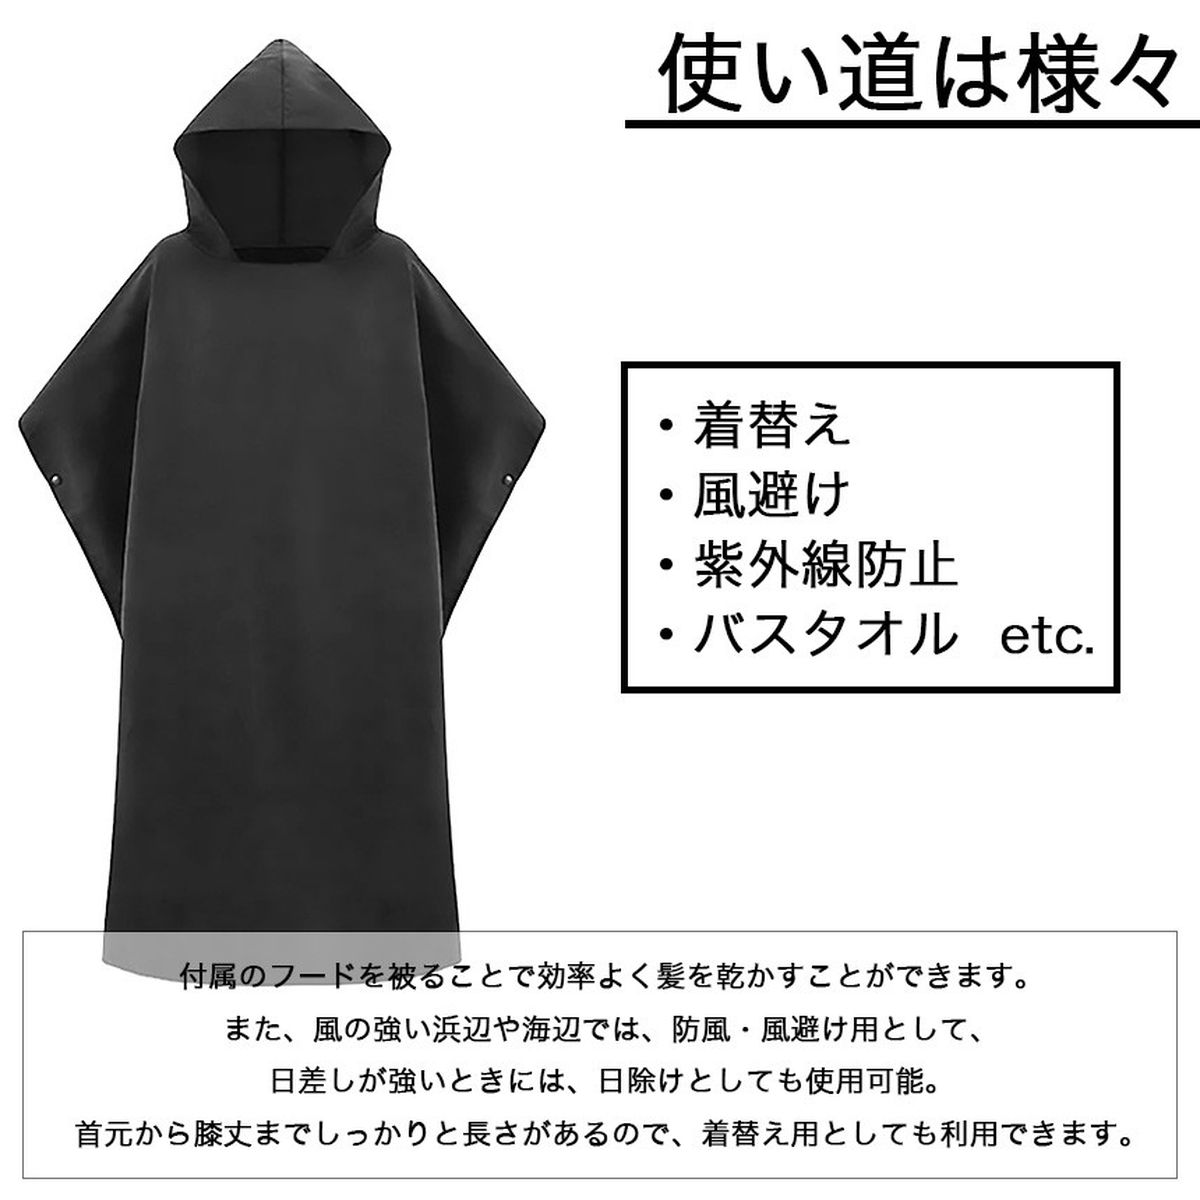 使い道は様々
・着替え
・風避け
・紫外線防止
・バスタオル etc.
付属のフードを被ることで効率よく髪を乾かすことができます。
また、風の強い浜辺や海辺では、防風・風避け用として、
日差しが強いときには、日除けとしても使用可能。
首元から膝丈までしっかりと長さがあるので、着替え用としても利用できます。